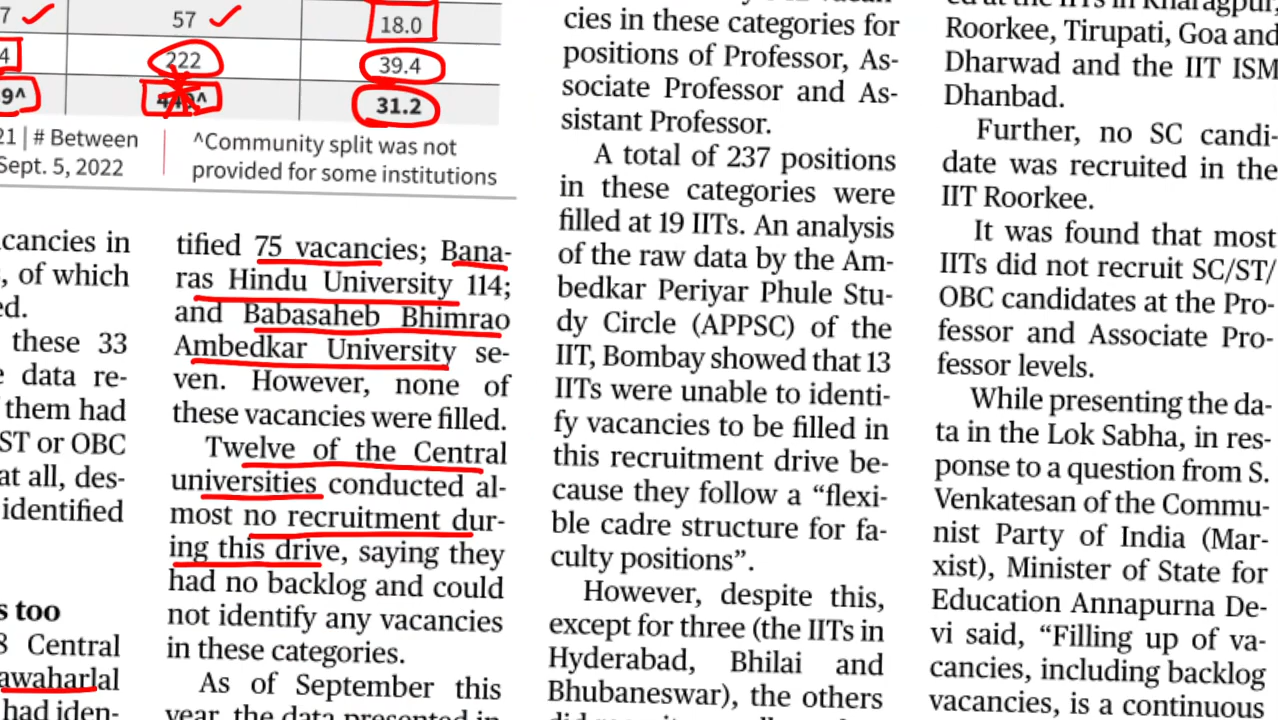 57
18.0
222
39.4
9^
31.2
21 | # Between
Sept. 5, 2022
^Community split was not
provided for some institutions
cancies in
, of which
ed.
these 33
data re-
them had
ST or OBC
at all, des-
identified
s too
8 Central
awaharlal
had iden-
tified 75 vacancies; Bana-
ras Hindu University 114;
and Babasaheb Bhimrao
Ambedkar University se-
ven. However, none of
these vacancies were filled.
Twelve of the Central
universities conducted al-
most no recruitment dur-
ing this drive, saying they
had no backlog and could
not identify any vacancies
in these categories.
As of September this
year, the data presented in
cies in these categories for
positions of Professor, As-
sociate Professor and As-
sistant Professor.
A total of 237 positions
in these categories were
filled at 19 IITs. An analysis
of the raw data by the Am-
bedkar Periyar Phule Stu-
dy Circle (APPSC) of the
IIT, Bombay showed that 13
IITs were unable to identi-
fy vacancies to be filled in
this recruitment drive be-
cause they follow a “flexi-
ble cadre structure for fa-
culty positions”.
However, despite this,
except for three (the IITs in
Hyderabad, Bhilai and
Bhubaneswar), the others
ed at the IITs in Kharagpur,
Roorkee, Tirupati, Goa and
Dharwad and the IIT ISM
Dhanbad.
Further, no SC candi-
date was recruited in the
IIT Roorkee.
It was found that most
IITs did not recruit SC/ST/
OBC candidates at the Pro-
fessor and Associate Pro-
fessor levels.
While presenting the da-
ta in the Lok Sabha, in res-
ponse to a question from S.
Venkatesan of the Commu-
nist Party of India (Mar-
xist), Minister of State for
Education Annapurna De-
vi said, “Filling up of va-
cancies, including backlog
vacancies, is a continuous